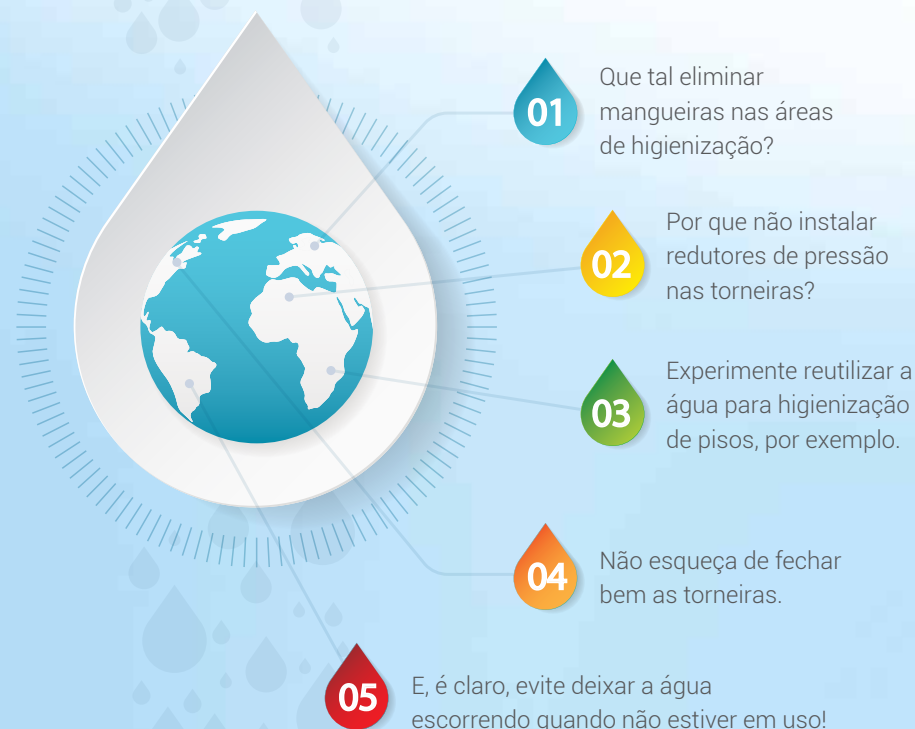 01
Que tal eliminar
mangueiras nas áreas
de higienização?
02
Por que não instalar
redutores de pressão
nas torneiras?
03
Experimente reutilizar a
água para higienização
de pisos, por exemplo.
04
Não esqueça de fechar
bem as torneiras.
05
E, é claro, evite deixar a água
escorrendo quando não estiver em uso!